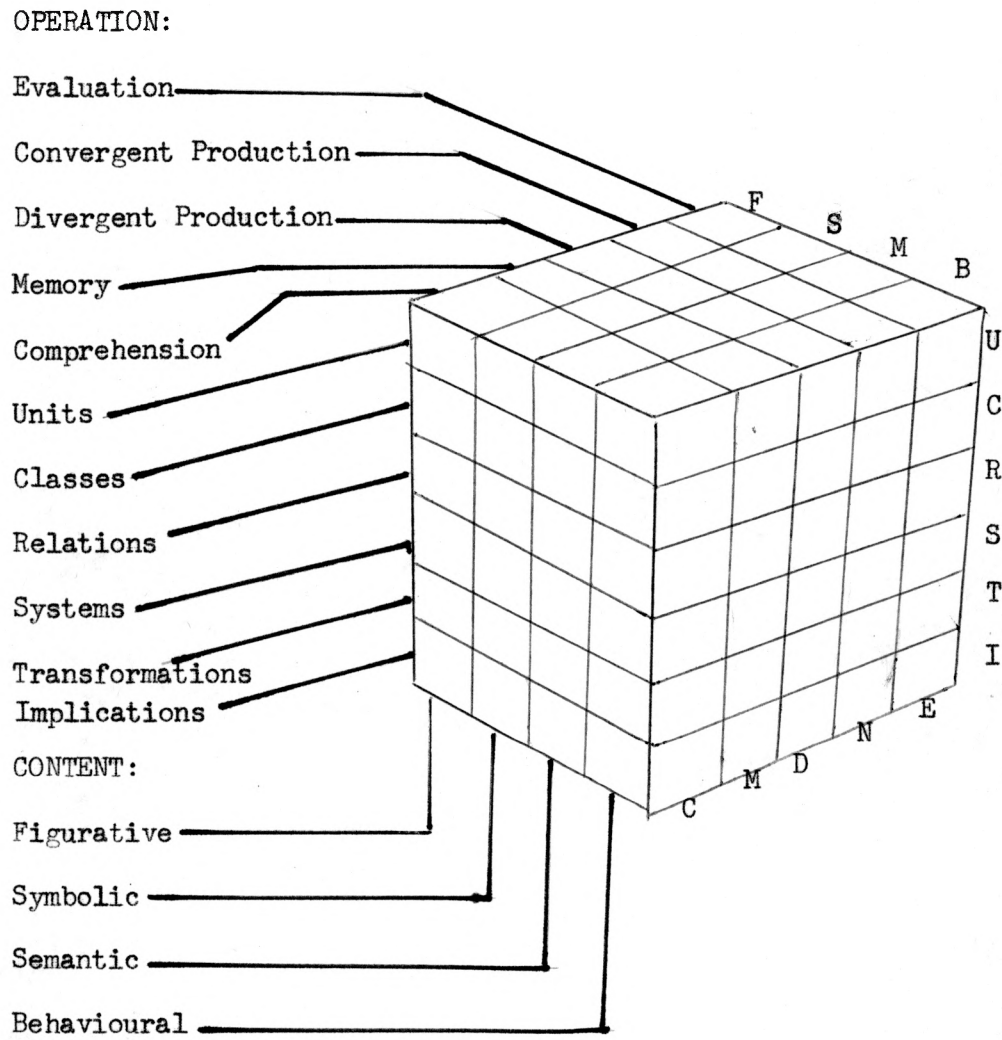 OPERATION:
Evaluation
Convergent Production
Divergent Production
Memory
Comprehension
Units
Classes
Relations
Systems
Transformations
Implications
CONTENT:
Figurative
Symbolic
Semantic
Behavioural
F
S
M
B
U
C
R
S
T
I
E
N
D
M
C